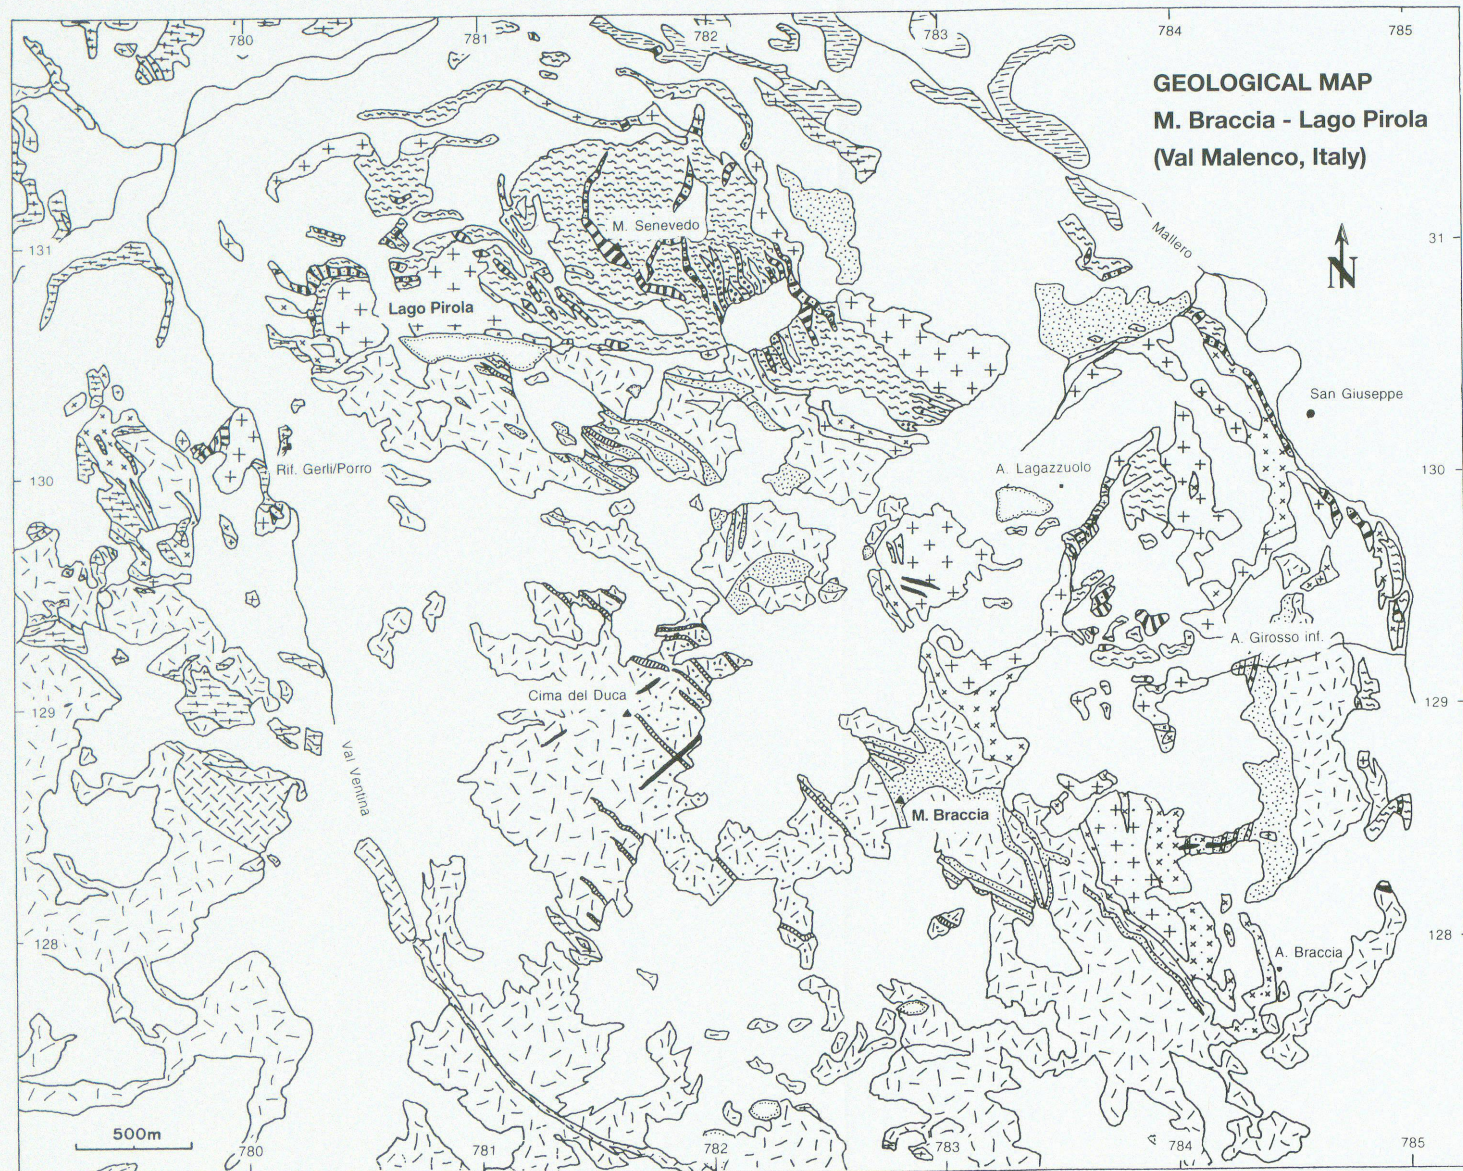 780 781 782 783 784 785
GEOLOGICAL MAP
M. Braccia - Lago Pirola
(Val Malenco, Italy)
M. Senevedo
131
Mallero
31
N
Lago Pirola
San Giuseppe
Rif. Gerli/Porro
A. Lagazzuolo
130
130
A. Girosso inf.
Cima del Duca
129
129
Val Ventina
M. Braccia
128
128
A. Braccia
500m
780 781 782 783 784 785